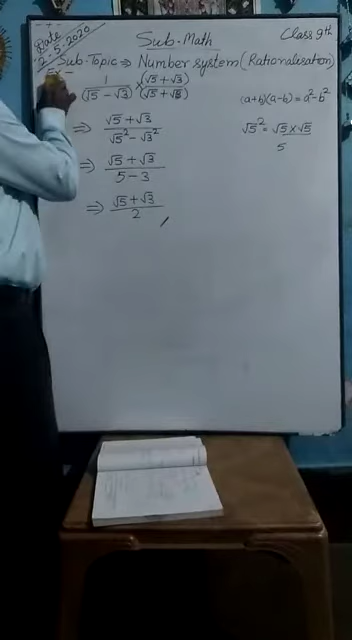 Date
2-5-2020
Sub-Math
Class 9th
Sub-Topic ⇒ Number system (Rationalisation)
Ex-
1/(√5 - √3) × (√5 + √3)/(√5 + √3)
(a+b)(a-b) = a²-b²
⇒ (√5 + √3)/(√5² - √3²)
√5² = √5 × √5
5
⇒ (√5 + √3)/(5 - 3)
⇒ (√5 + √3)/2